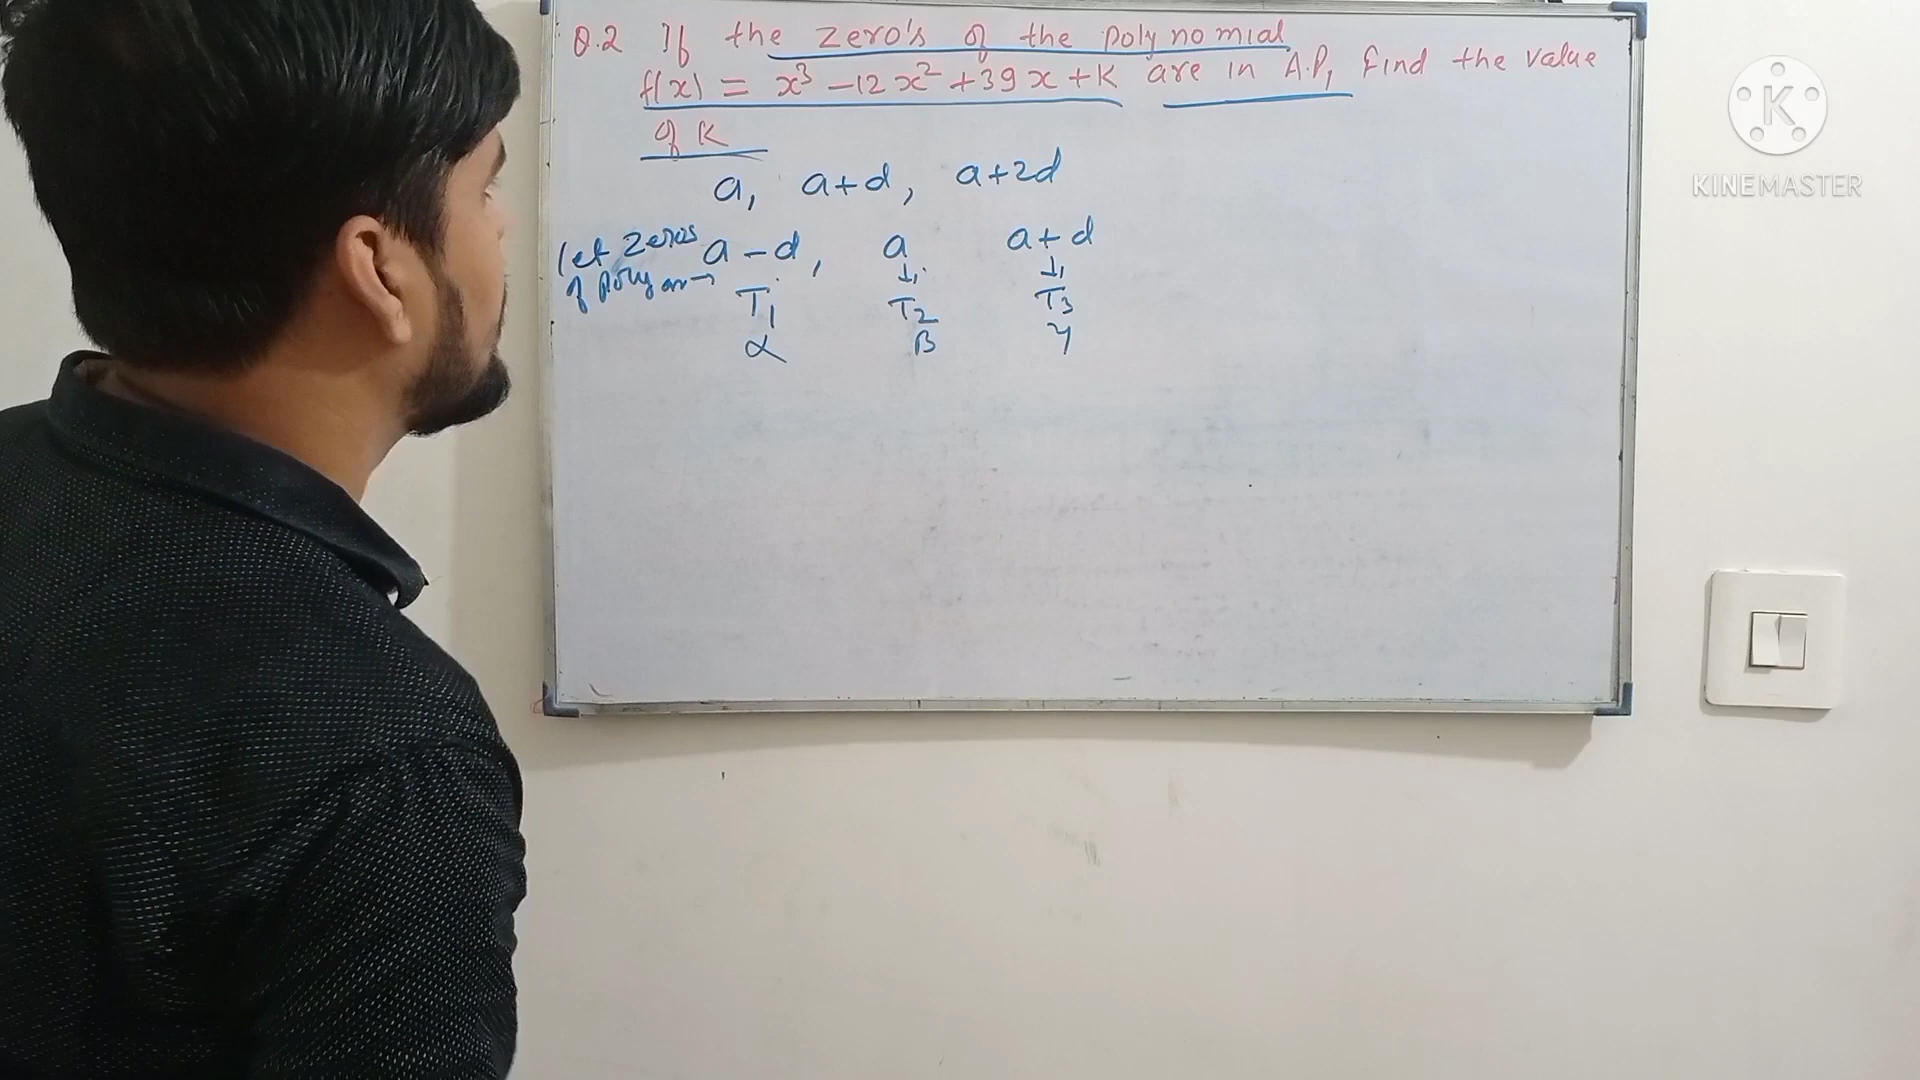 Q.2 If the zero's of the polynomial
f(x) = x³ - 12x² + 39x + K are in A.P, Find the value
of K
a, a+d, a+2d
let zeros a - d, a a + d
of polynom →
↓ ↓
T₁ T₂ T₃
α β γ
K
KINEMASTER